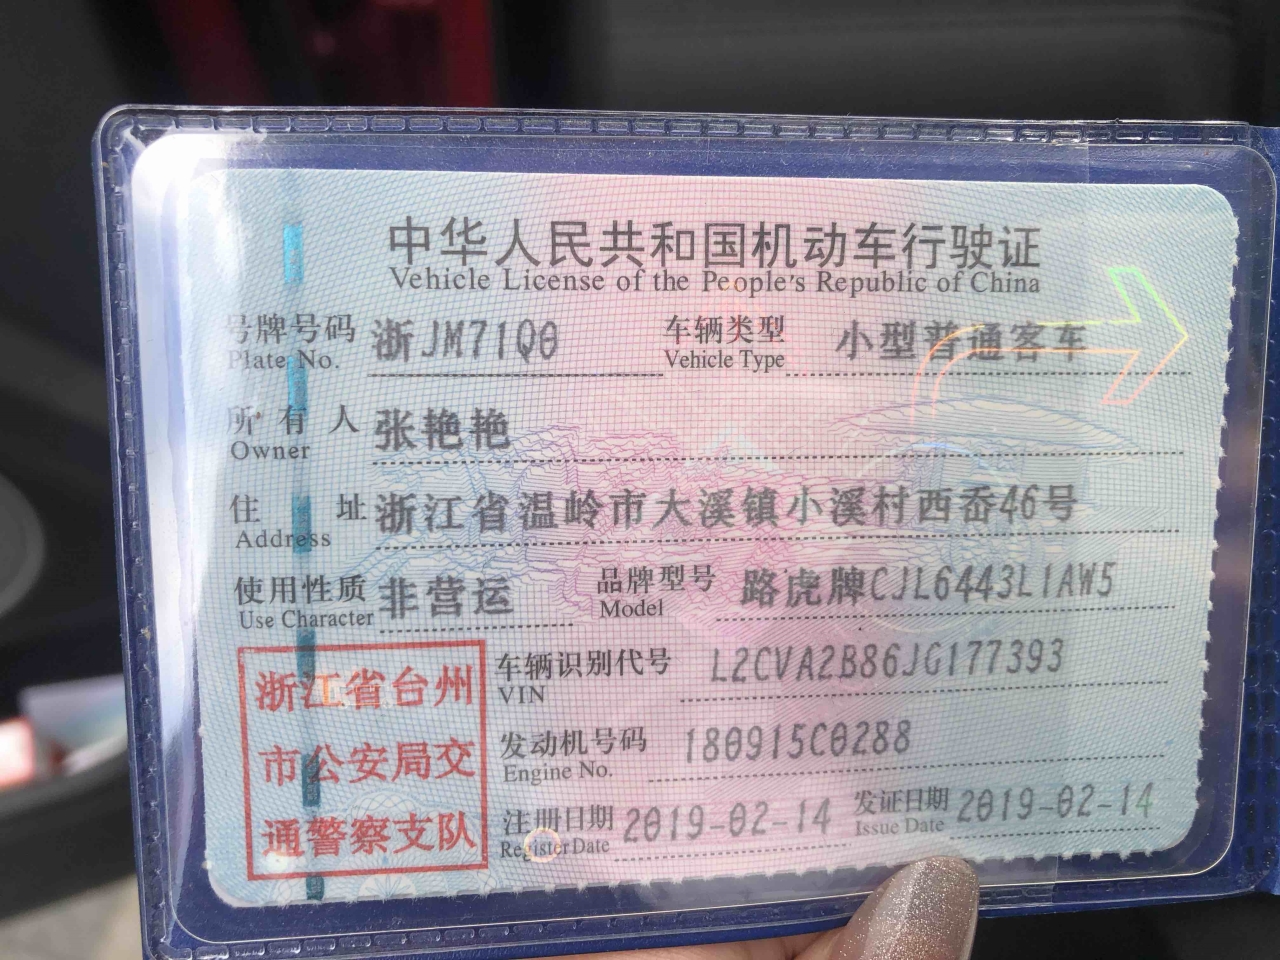 中华人民共和国机动车行驶证
Vehicle License of the People's Republic of China
号牌号码 浙JM71Q0 车辆类型 小型普通客车
Plate No. Vehicle Type
所有人 张艳艳
Owner
住址 浙江省温岭市大溪镇小溪村西岙46号
Address
使用性质 非营运 品牌型号 路虎牌CJL6443L1AW5
Use Character Model
浙江省台州
市公安局交
通警察支队
车辆识别代号 L2CVA2B86JG177393
VIN
发动机号码 180915C0288
Engine No.
注册日期 2019-02-14 发证日期 2019-02-14
Register Date Issue Date